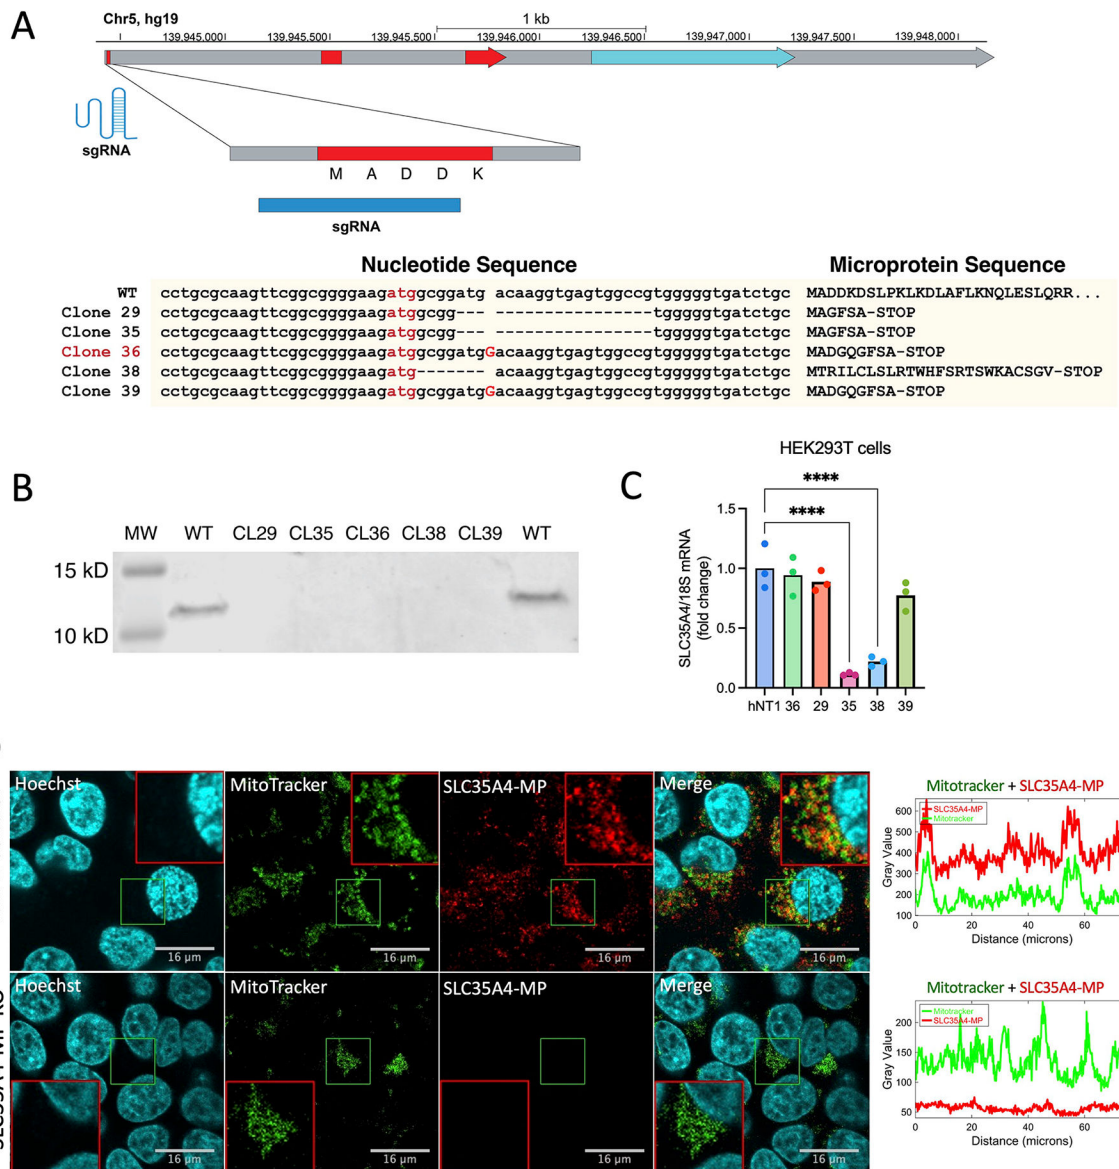 A
Chr5, hg19
1 kb
139,945,000 139,945,500 139,945,500 139,946,000 139,946,500 139,947,000 139,947,500 139,948,000
sgRNA
M A D D K
sgRNA
Nucleotide Sequence Microprotein Sequence
WT cctgcgcaagttcggcggggaagatggcggatg acaaggtgagtggccgtgggggtgatctgc MADDKDSLPKLKDLAFLKNQLESLQRR...
Clone 29 cctgcgcaagttcggcggggaagatggcgg--- ---------------tgggggtgatctgc MAGFSA-STOP
Clone 35 cctgcgcaagttcggcggggaagatggcgg--- ---------------tgggggtgatctgc MAGFSA-STOP
Clone 36 cctgcgcaagttcggcggggaagatggcggatgGacaaggtgagtggccgtgggggtgatctgc MADGQGFSA-STOP
Clone 38 cctgcgcaagttcggcggggaagatg------- acaaggtgagtggccgtgggggtgatctgc MTRILCLSLRTWHFSRTSWKACSGV-STOP
Clone 39 cctgcgcaagttcggcggggaagatggcggatgGacaaggtgagtggccgtgggggtgatctgc MADGQGFSA-STOP
B
MW WT CL29 CL35 CL36 CL38 CL39 WT
15 kD
10 kD
C
HEK293T cells
****
****
SLC35A4/18S mRNA
(fold change)
1.5
1.0
0.5
0.0
hNT1 36 29 35 38 39
Hoechst MitoTracker SLC35A4-MP Merge
16 µm 16 µm 16 µm 16 µm
Mitotracker + SLC35A4-MP
SLC35A4-MP
Mitotracker
Gray Value
600
500
400
300
200
100
0 20 40 60
Distance (microns)
Hoechst MitoTracker SLC35A4-MP Merge
16 µm 16 µm 16 µm 16 µm
Mitotracker + SLC35A4-MP
Mitotracker
SLC35A4-MP
Gray Value
200
150
100
50
0 20 40 60
Distance (microns)